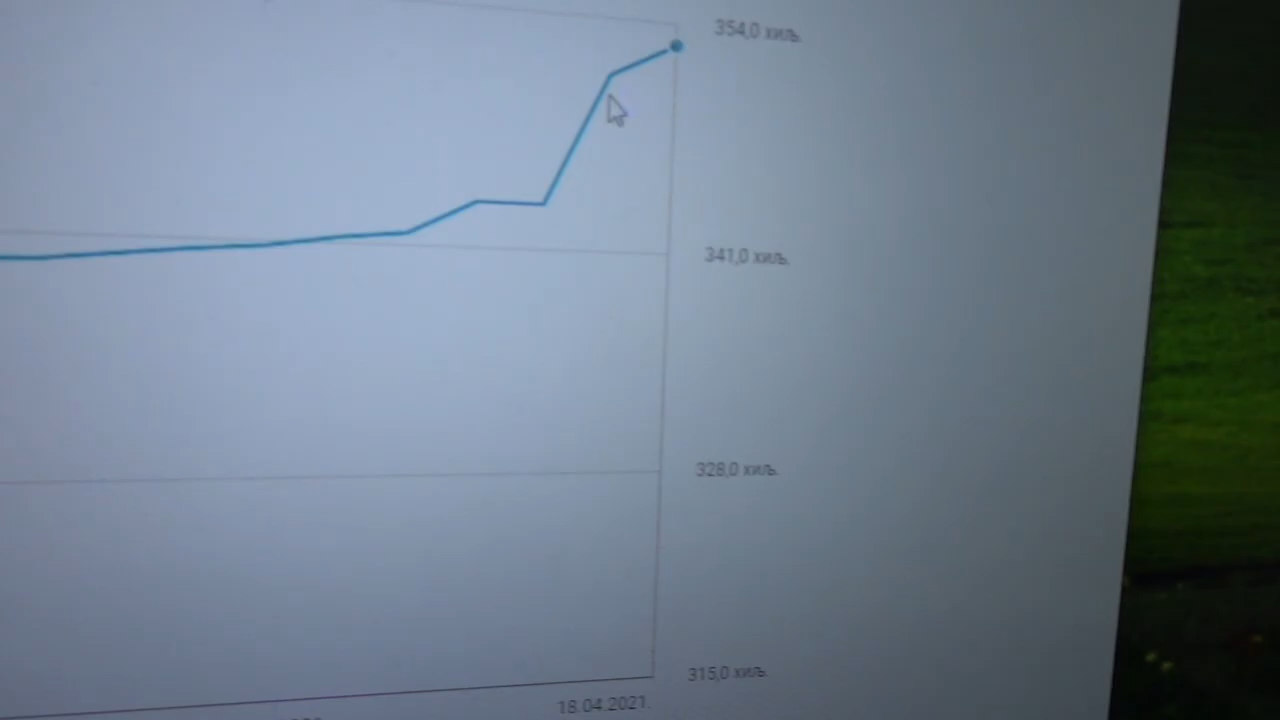 354,0 хиљ.
341,0 хиљ.
328,0 хиљ.
315,0 хиљ.
18.04.2021.